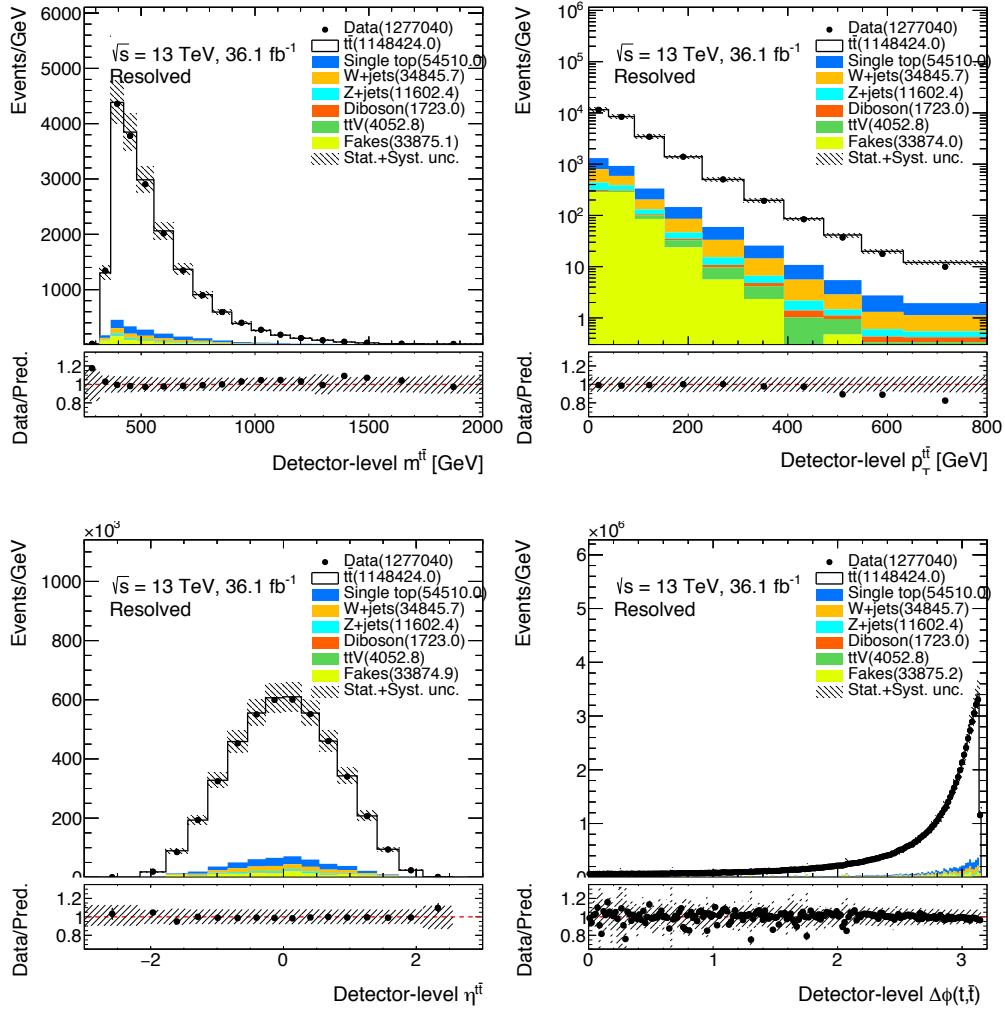 Events/GeV
6000
5000
4000
3000
2000
1000
√s = 13 TeV, 36.1 fb⁻¹
Resolved
Data(1277040)
tt̄(1148424.0)
Single top(54510.0)
W+jets(34845.7)
Z+jets(11602.4)
Diboson(1723.0)
ttV(4052.8)
Fakes(33875.1)
Stat.+Syst. unc.
Data/Pred.
1.2
1
0.8
500 1000 1500 2000
Detector-level m^{tt̄} [GeV]
Events/GeV
10⁶
10⁵
10⁴
10³
10²
10
1
√s = 13 TeV, 36.1 fb⁻¹
Resolved
Data(1277040)
tt̄(1148424.0)
Single top(54510.0)
W+jets(34845.7)
Z+jets(11602.4)
Diboson(1723.0)
ttV(4052.8)
Fakes(33874.0)
Stat.+Syst. unc.
Data/Pred.
1.2
1
0.8
0 200 400 600 800
Detector-level p_T^{tt̄} [GeV]
×10³
Events/GeV
1000
800
600
400
200
0
√s = 13 TeV, 36.1 fb⁻¹
Resolved
Data(1277040)
tt̄(1148424.0)
Single top(54510.0)
W+jets(34845.7)
Z+jets(11602.4)
Diboson(1723.0)
ttV(4052.8)
Fakes(33874.9)
Stat.+Syst. unc.
Data/Pred.
1.2
1
0.8
−2 0 2
Detector-level η^{tt̄}
×10⁶
Events/GeV
6
5
4
3
2
1
0
√s = 13 TeV, 36.1 fb⁻¹
Resolved
Data(1277040)
tt̄(1148424.0)
Single top(54510.0)
W+jets(34845.7)
Z+jets(11602.4)
Diboson(1723.0)
ttV(4052.8)
Fakes(33875.2)
Stat.+Syst. unc.
Data/Pred.
1.2
1
0.8
0 1 2 3
Detector-level Δϕ(t,t̄)